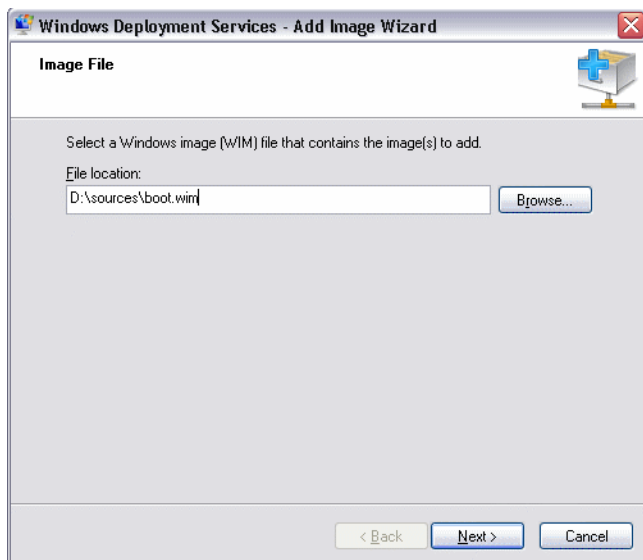 Windows Deployment Services - Add Image Wizard
Image File
Select a Windows image (WIM) file that contains the image(s) to add.
File location:
D:\sources\boot.wim
Browse...
< Back Next > Cancel